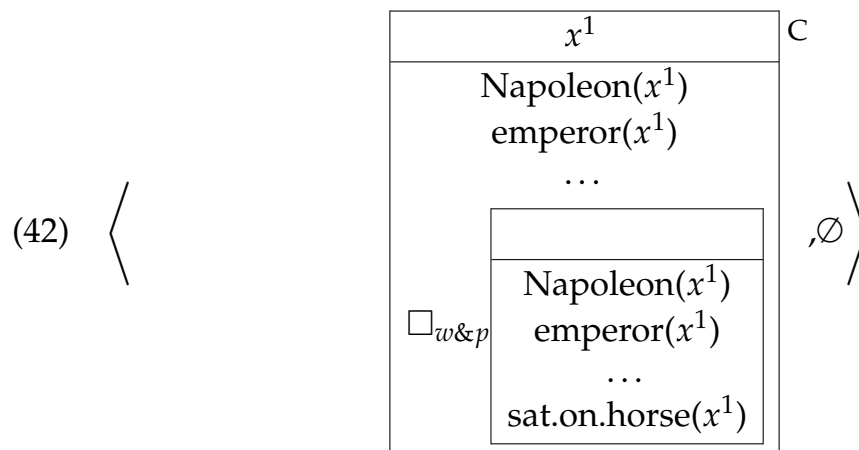 x¹ C
Napoleon(x¹)
emperor(x¹)
...
(42) ⟨ ,∅⟩
Napoleon(x¹)
□w&p emperor(x¹)
...
sat.on.horse(x¹)